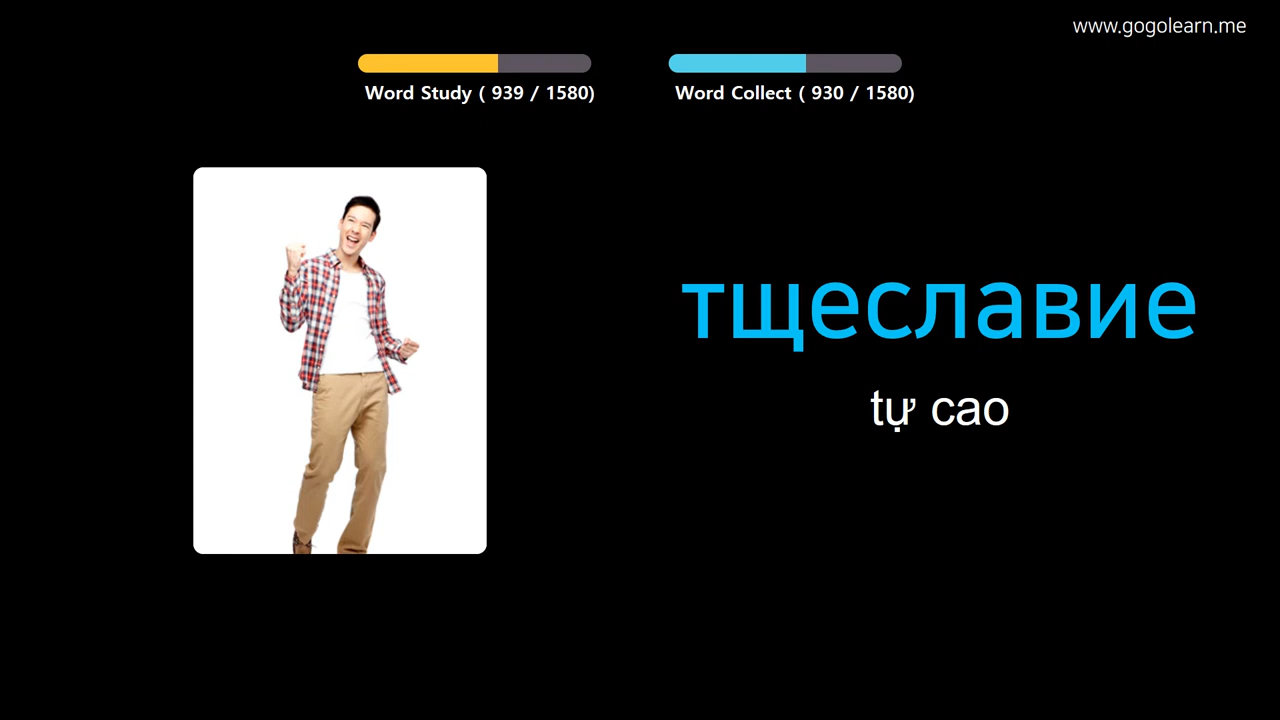 www.gogolearn.me
Word Study ( 939 / 1580)
Word Collect ( 930 / 1580)
тщеславие
tự cao